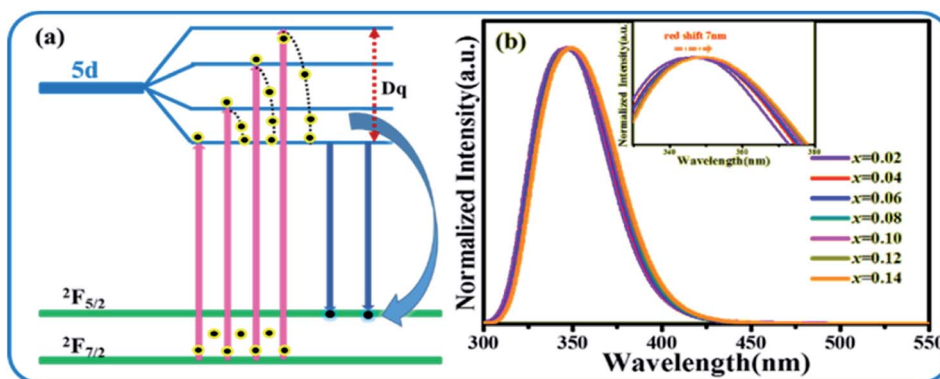 (a)
5d
Dq
²F₅/₂
²F₇/₂
(b)
Normalized Intensity(a.u.)
300
350
400
450
500
550
Wavelength(nm)
red shift 7nm
Normalized Intensity(a.u.)
340
360
380
Wavelength(nm)
x=0.02
x=0.04
x=0.06
x=0.08
x=0.10
x=0.12
x=0.14